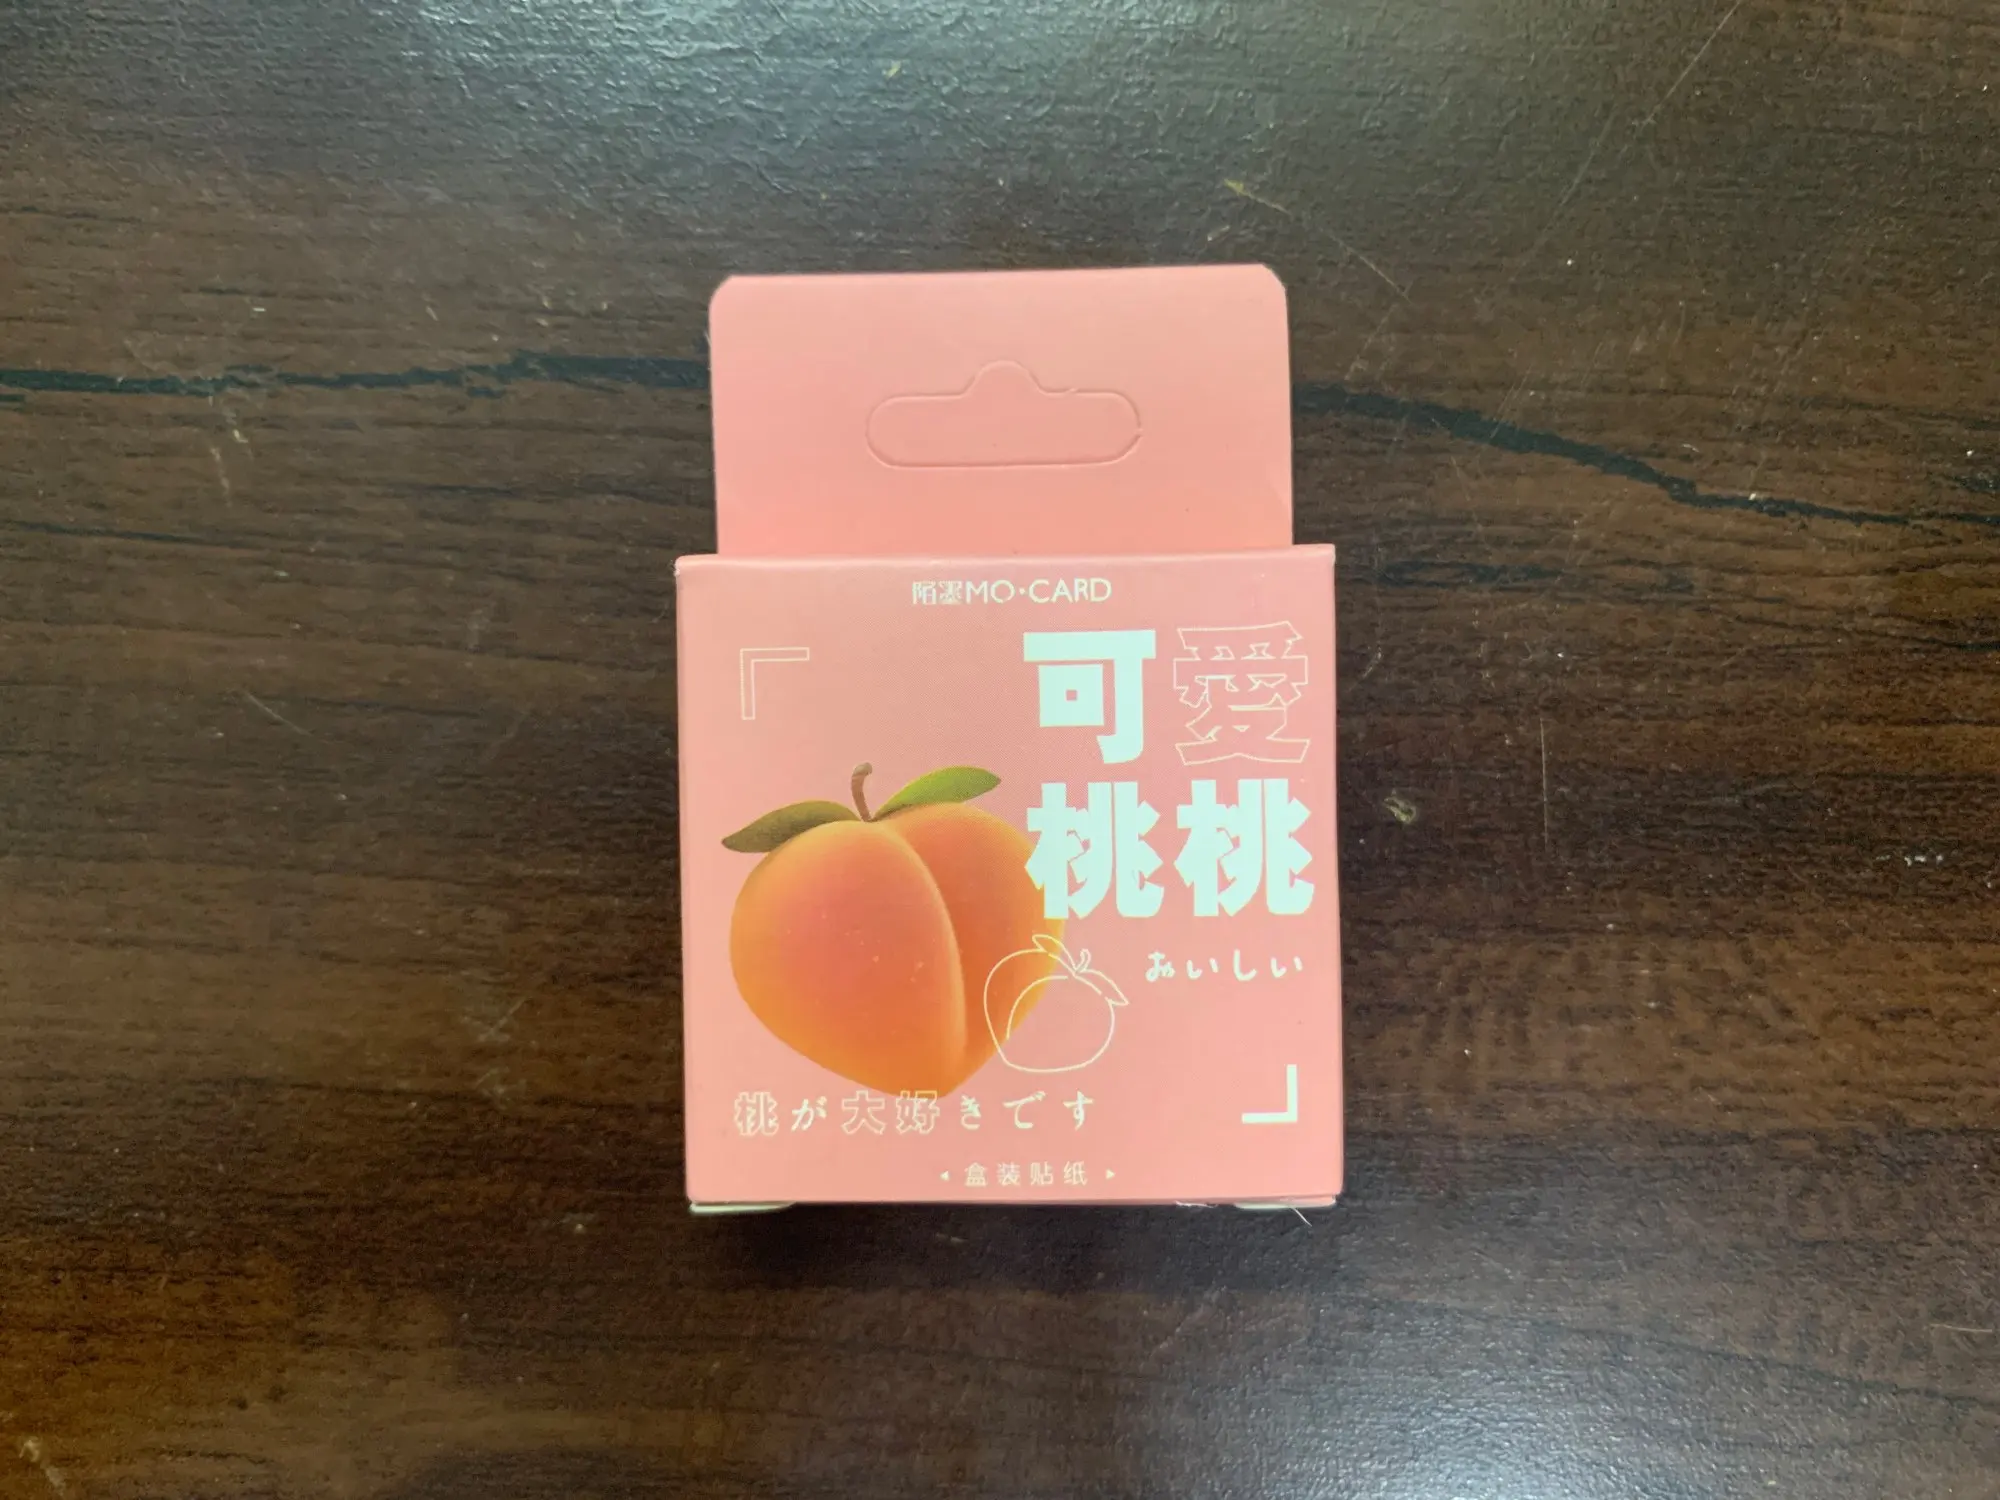 陌墨MO·CARD
可愛
桃桃
おいしい
桃が大好きです
盒装贴纸